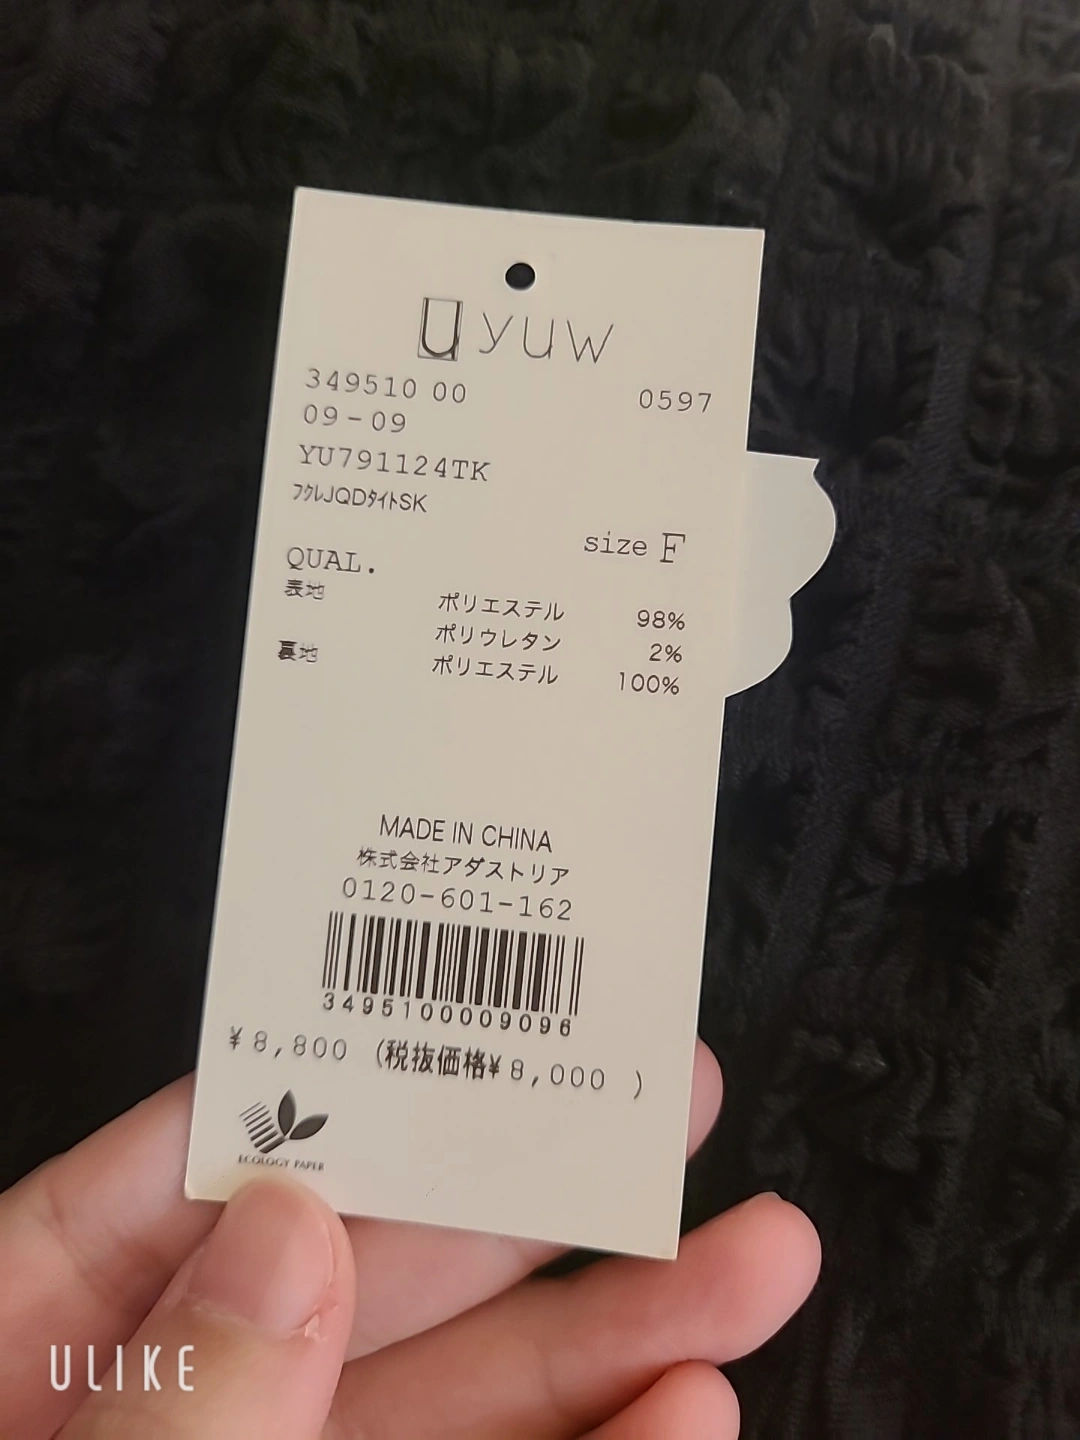 u yuw
349510 00 0597
09-09
YU791124TK
フクレJQDタイトSK
size F
QUAL.
表地 ポリエステル 98%
ポリウレタン 2%
裏地 ポリエステル 100%
MADE IN CHINA
株式会社アダストリア
0120-601-162
3495100009096
¥8,800 (税抜価格¥8,000 )
ECOLOGY PAPER
ULIKE